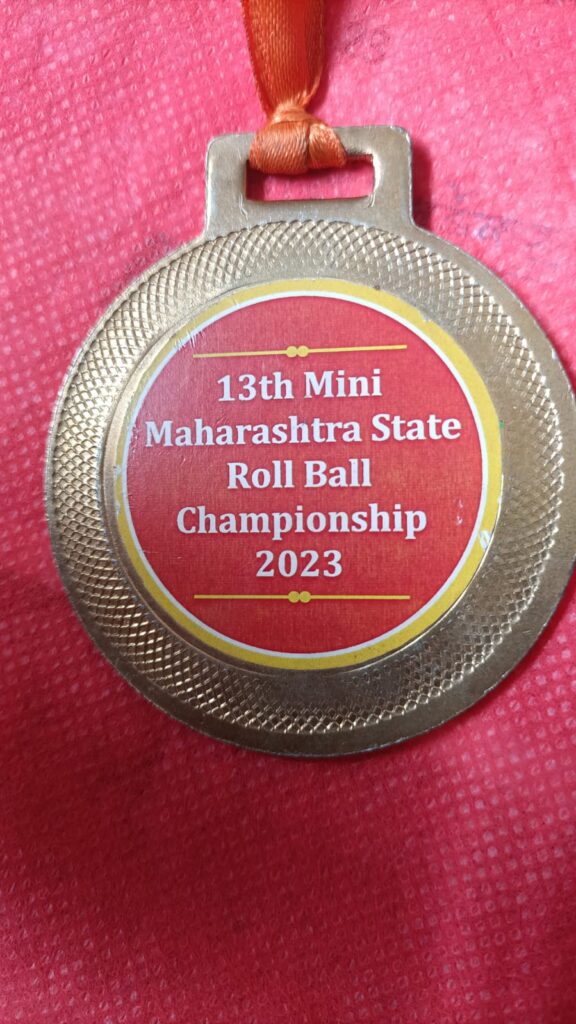 13th Mini
Maharashtra State
Roll Ball
Championship
2023